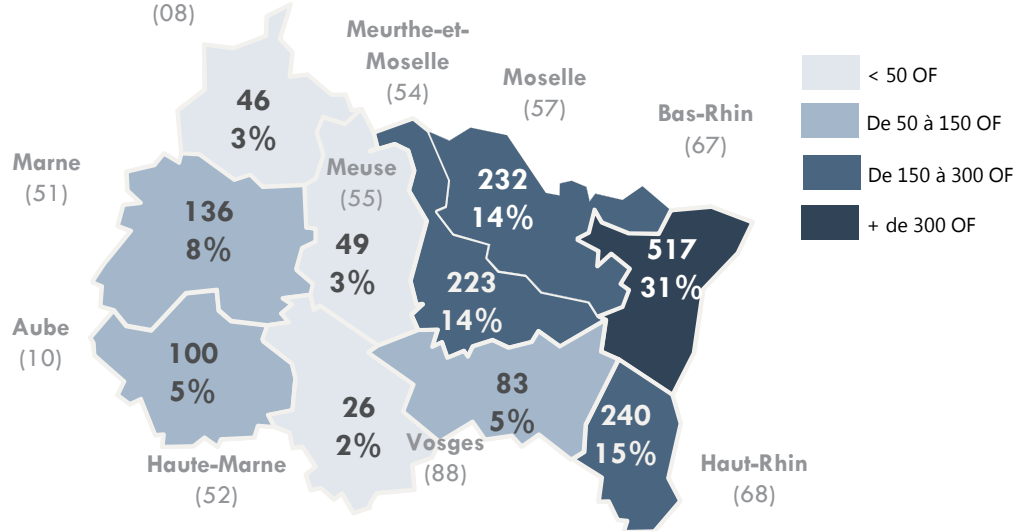 (08)
Meurthe-et-
Moselle
(54)
Moselle
(57)
Bas-Rhin
(67)
< 50 OF
De 50 à 150 OF
De 150 à 300 OF
+ de 300 OF
46
3%
Marne
(51)
136
8%
Meuse
(55)
49
3%
232
14%
223
14%
517
31%
Aube
(10)
100
5%
26
2%
83
5%
240
15%
Haute-Marne
(52)
Vosges
(88)
Haut-Rhin
(68)